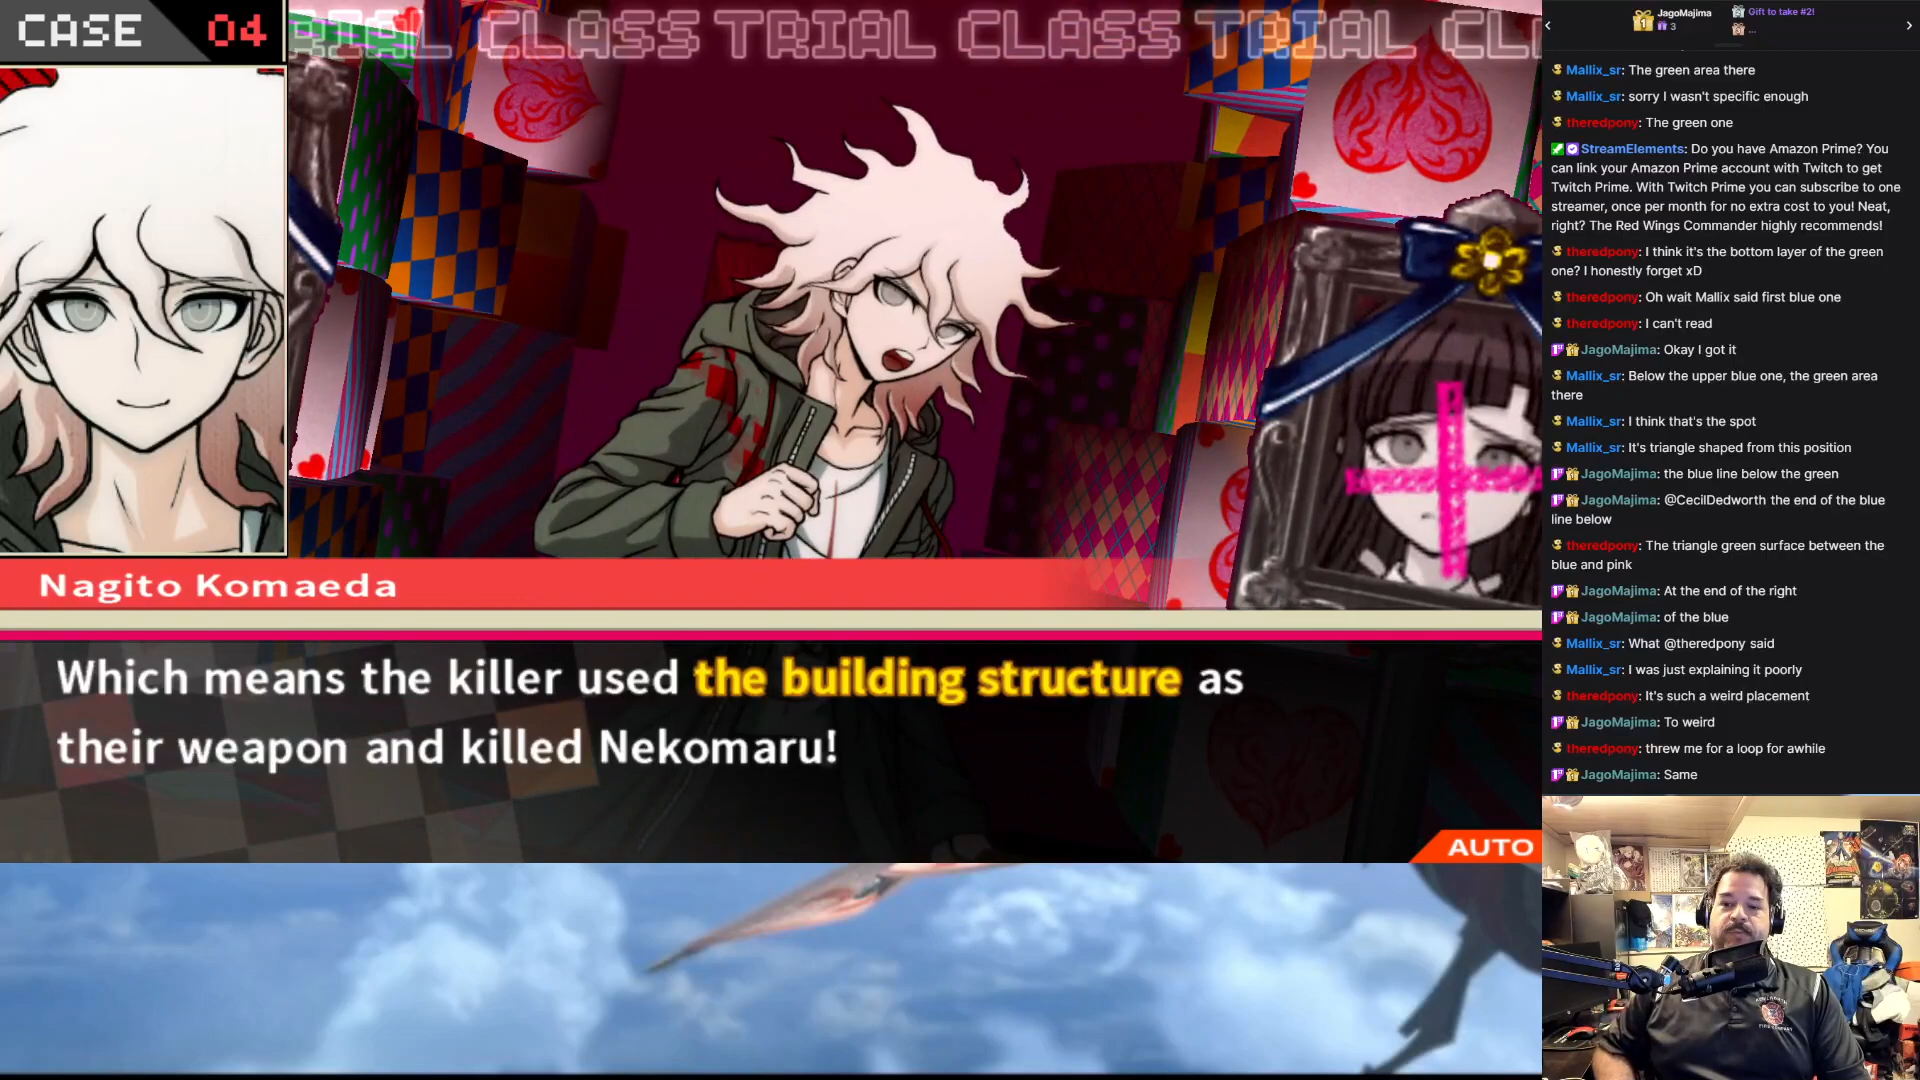 CASE 04
RIAL CLASS TRIAL CLASS TRIAL CL
Nagito Komaeda
Which means the killer used the building structure as
their weapon and killed Nekomaru!
AUTO
JagoMajima
3
Gift to take #2!
...
Mallix_sr: The green area there
Mallix_sr: sorry I wasn't specific enough
theredpony: The green one
StreamElements: Do you have Amazon Prime? You
can link your Amazon Prime account with Twitch to get
Twitch Prime. With Twitch Prime you can subscribe to one
streamer, once per month for no extra cost to you! Neat,
right? The Red Wings Commander highly recommends!
theredpony: I think it's the bottom layer of the green
one? I honestly forget xD
theredpony: Oh wait Mallix said first blue one
theredpony: I can't read
JagoMajima: Okay I got it
Mallix_sr: Below the upper blue one, the green area
there
Mallix_sr: I think that's the spot
Mallix_sr: It's triangle shaped from this position
JagoMajima: the blue line below the green
JagoMajima: @CecilDedworth the end of the blue
line below
theredpony: The triangle green surface between the
blue and pink
JagoMajima: At the end of the right
JagoMajima: of the blue
Mallix_sr: What @theredpony said
Mallix_sr: I was just explaining it poorly
theredpony: It's such a weird placement
JagoMajima: To weird
theredpony: threw me for a loop for awhile
JagoMajima: Same